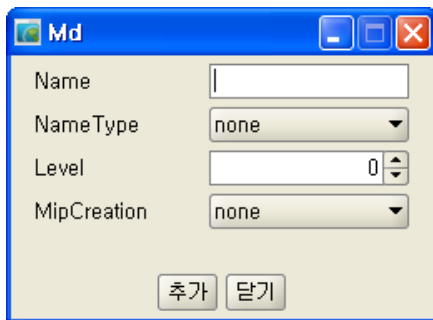 Md
Name
NameType none
Level 0
MipCreation none
추가 닫기